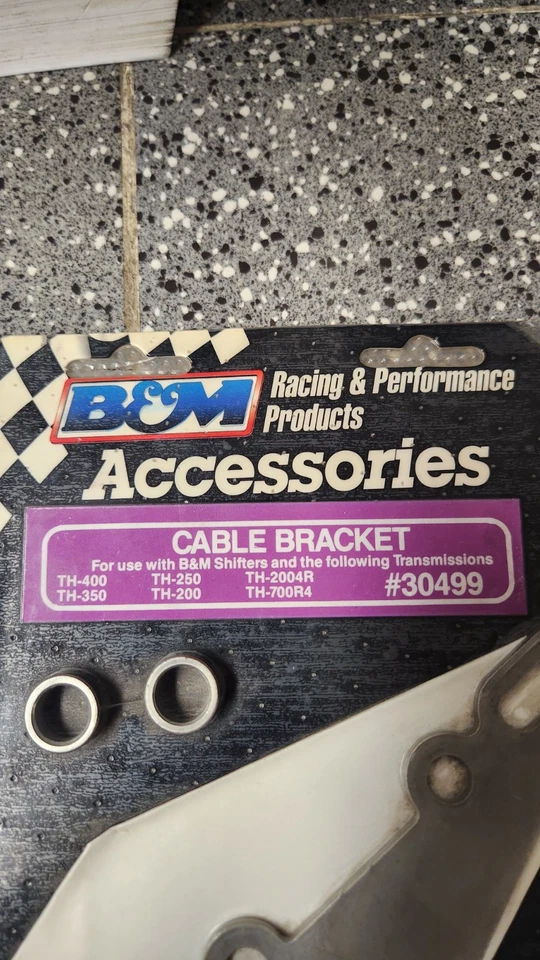 B&M Racing & Performance
Products
Accessories
CABLE BRACKET
For use with B&M Shifters and the following Transmissions
TH-400 TH-250 TH-2004R
TH-350 TH-200 TH-700R4 #30499